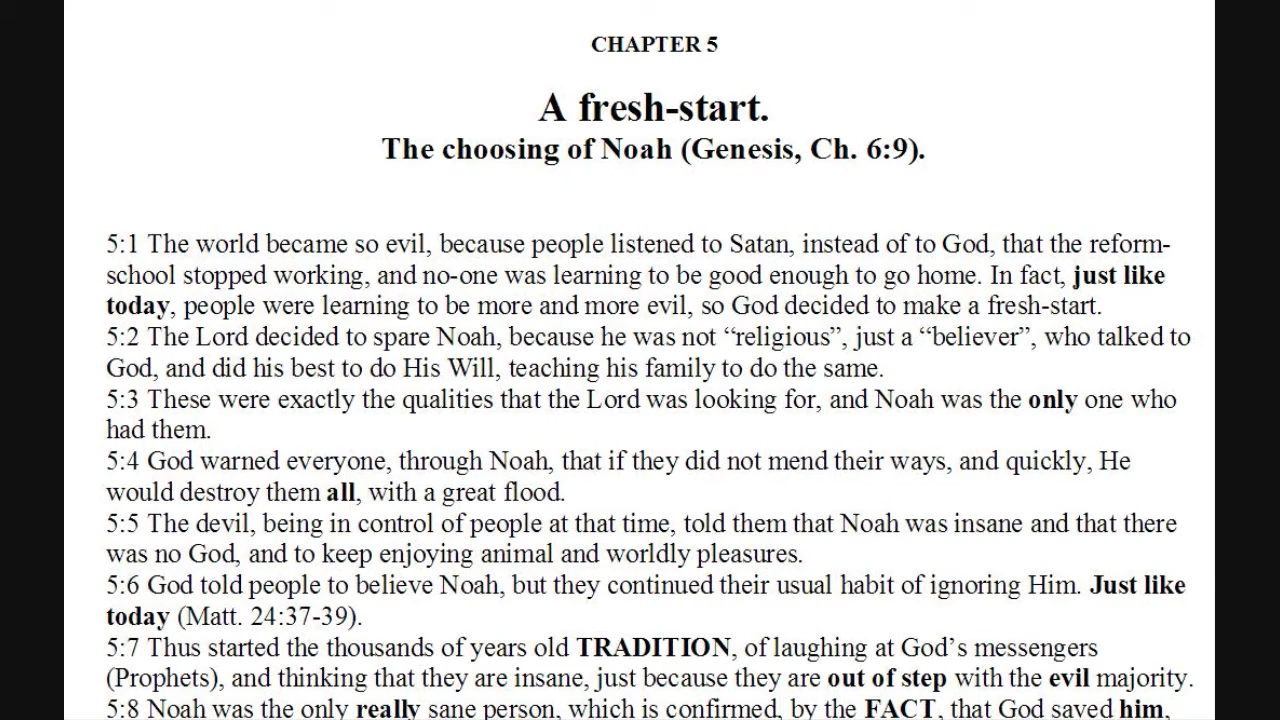 CHAPTER 5
A fresh-start.
The choosing of Noah (Genesis, Ch. 6:9).
5:1 The world became so evil, because people listened to Satan, instead of to God, that the reform-
school stopped working, and no-one was learning to be good enough to go home. In fact, just like
today, people were learning to be more and more evil, so God decided to make a fresh-start.
5:2 The Lord decided to spare Noah, because he was not “religious”, just a “believer”, who talked to
God, and did his best to do His Will, teaching his family to do the same.
5:3 These were exactly the qualities that the Lord was looking for, and Noah was the only one who
had them.
5:4 God warned everyone, through Noah, that if they did not mend their ways, and quickly, He
would destroy them all, with a great flood.
5:5 The devil, being in control of people at that time, told them that Noah was insane and that there
was no God, and to keep enjoying animal and worldly pleasures.
5:6 God told people to believe Noah, but they continued their usual habit of ignoring Him. Just like
today (Matt. 24:37-39).
5:7 Thus started the thousands of years old TRADITION, of laughing at God’s messengers
(Prophets), and thinking that they are insane, just because they are out of step with the evil majority.
5:8 Noah was the only really sane person, which is confirmed, by the FACT, that God saved him,